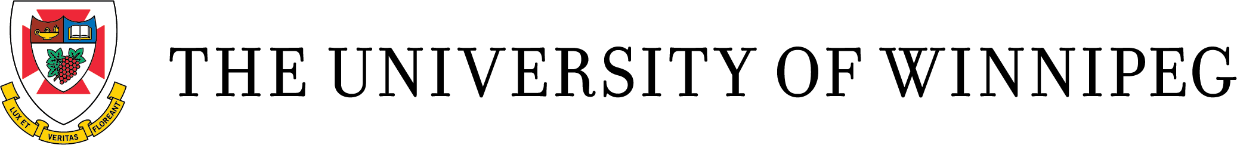 THE UNIVERSITY OF WINNIPEG
LUX ET VERITAS FLOREANT